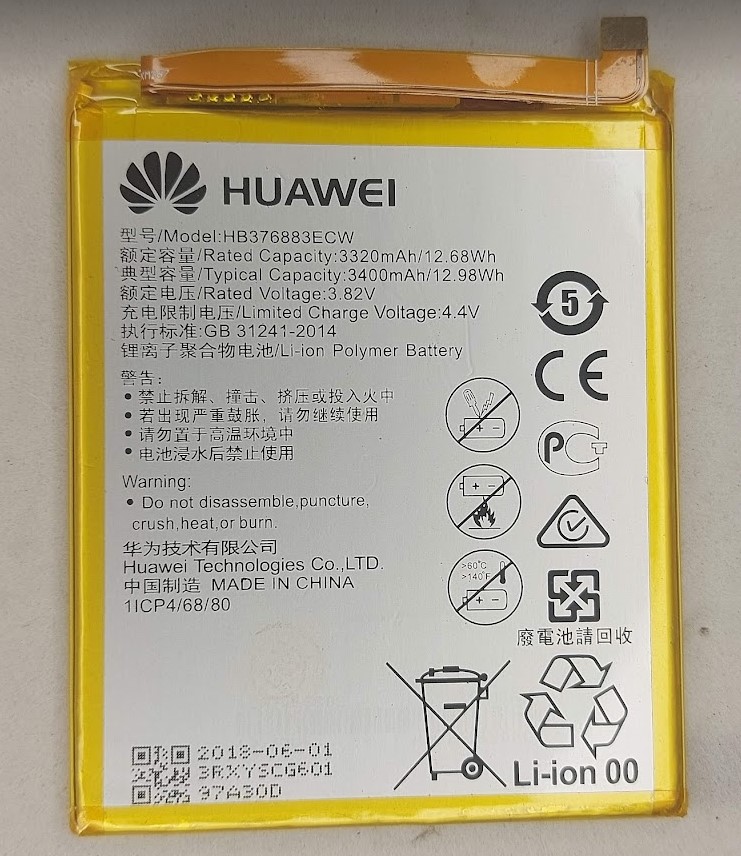 HUAWEI
型号/Model:HB376883ECW
额定容量/Rated Capacity:3320mAh/12.68Wh
典型容量/Typical Capacity:3400mAh/12.98Wh
额定电压/Rated Voltage:3.82V
充电限制电压/Limited Charge Voltage:4.4V
执行标准:GB 31241-2014
锂离子聚合物电池/Li-ion Polymer Battery
警告:
• 禁止拆解、撞击、挤压或投入火中
• 若出现严重鼓胀，请勿继续使用
• 请勿置于高温环境中
• 电池浸水后禁止使用
Warning:
• Do not disassemble,puncture,
crush,heat,or burn.
华为技术有限公司
Huawei Technologies Co.,LTD.
中国制造 MADE IN CHINA
1ICP4/68/80
5
CE
>60°C
>140°F
廢電池請回收
Li-ion 00
2018-06-01
3RXYSCG601
97A30D